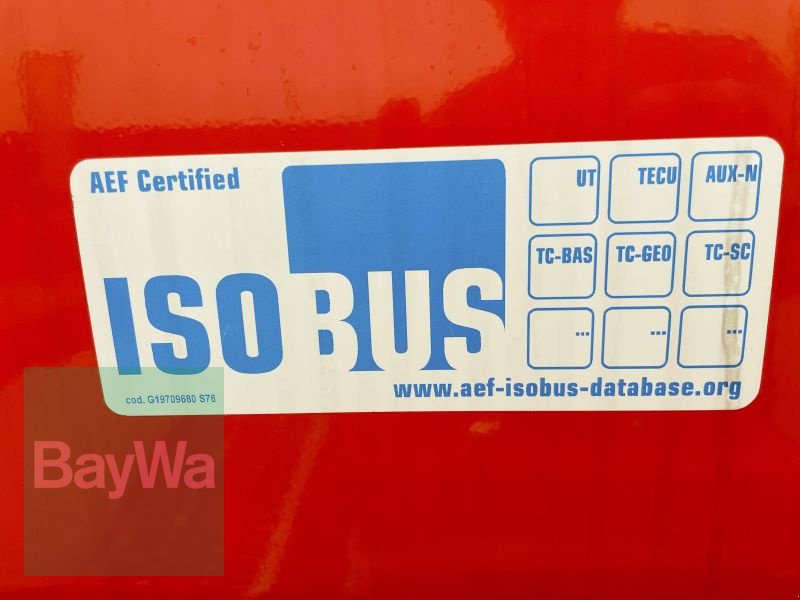 AEF Certified
ISOBUS
UT TECU AUX-N
TC-BAS TC-GEO TC-SC
... ... ...
www.aef-isobus-database.org
cod. G19709680 S76
BayWa